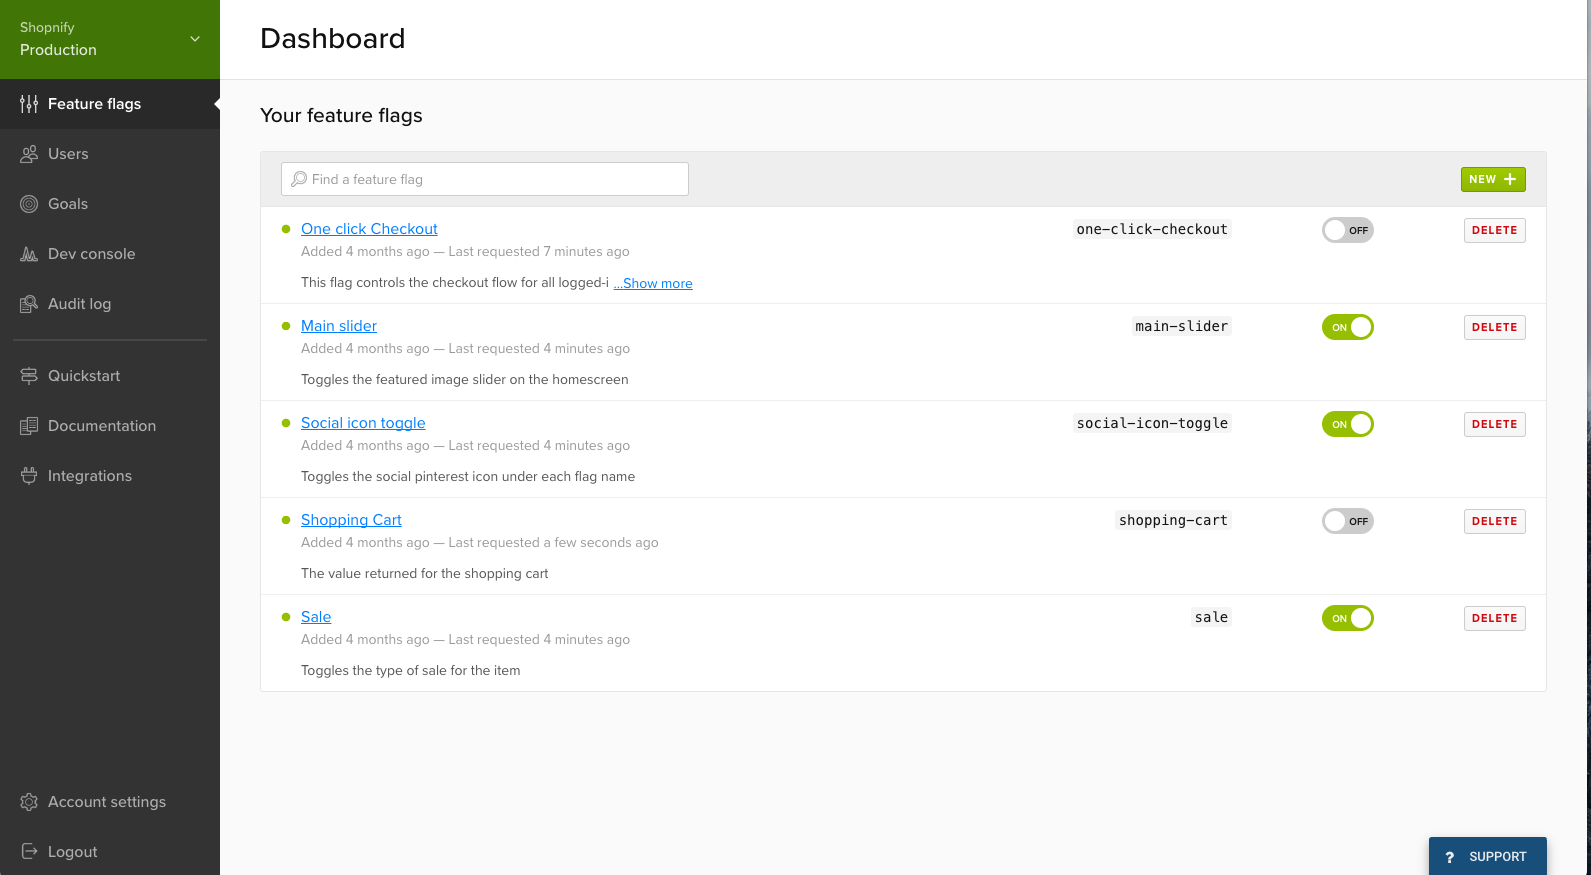 Shopnify
Production
Dashboard
Feature flags
Users
Goals
Dev console
Audit log
Quickstart
Documentation
Integrations
Account settings
Logout
Your feature flags
Find a feature flag
NEW +
One click Checkout
one-click-checkout
OFF
DELETE
Added 4 months ago — Last requested 7 minutes ago
This flag controls the checkout flow for all logged-i ...Show more
Main slider
main-slider
ON
DELETE
Added 4 months ago — Last requested 4 minutes ago
Toggles the featured image slider on the homescreen
Social icon toggle
social-icon-toggle
ON
DELETE
Added 4 months ago — Last requested 4 minutes ago
Toggles the social pinterest icon under each flag name
Shopping Cart
shopping-cart
OFF
DELETE
Added 4 months ago — Last requested a few seconds ago
The value returned for the shopping cart
Sale
sale
ON
DELETE
Added 4 months ago — Last requested 4 minutes ago
Toggles the type of sale for the item
? SUPPORT